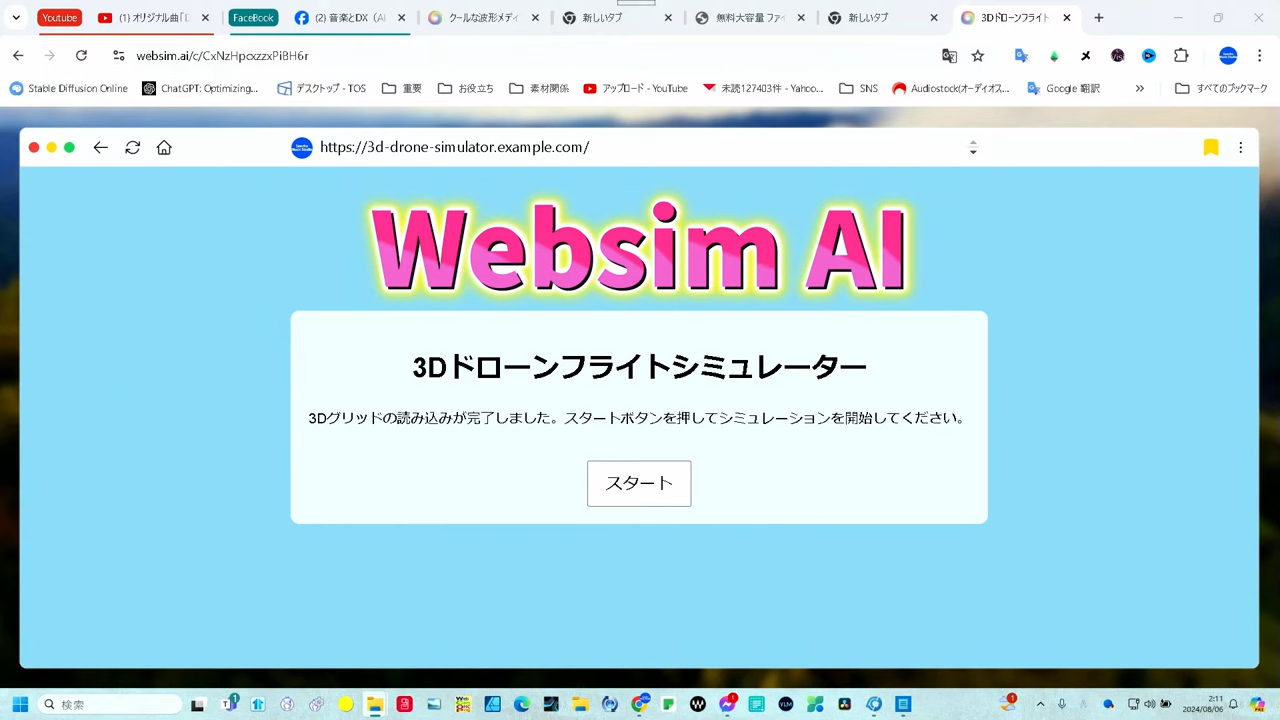 Youtube
(1) オリジナル曲「
FaceBook
(2) 音楽とDX（AI
クールな波形メディ
新しいタブ
無料大容量 ファイ
新しいタブ
3Dドローンフライト
websim.ai/c/CxNzHpoxzzxPiBH6r
Stable Diffusion Online
ChatGPT: Optimizing...
デスクトップ - TOS
重要
お役立ち
素材関係
アップロード - YouTube
未読127403件 - Yahoo...
SNS
Audiostock(オーディオス...
Google 翻訳
すべてのブックマーク
https://3d-drone-simulator.example.com/
Websim AI
3Dドローンフライトシミュレーター
3Dグリッドの読み込みが完了しました。スタートボタンを押してシミュレーションを開始してください。
スタート
検索
2:11
2024/08/06